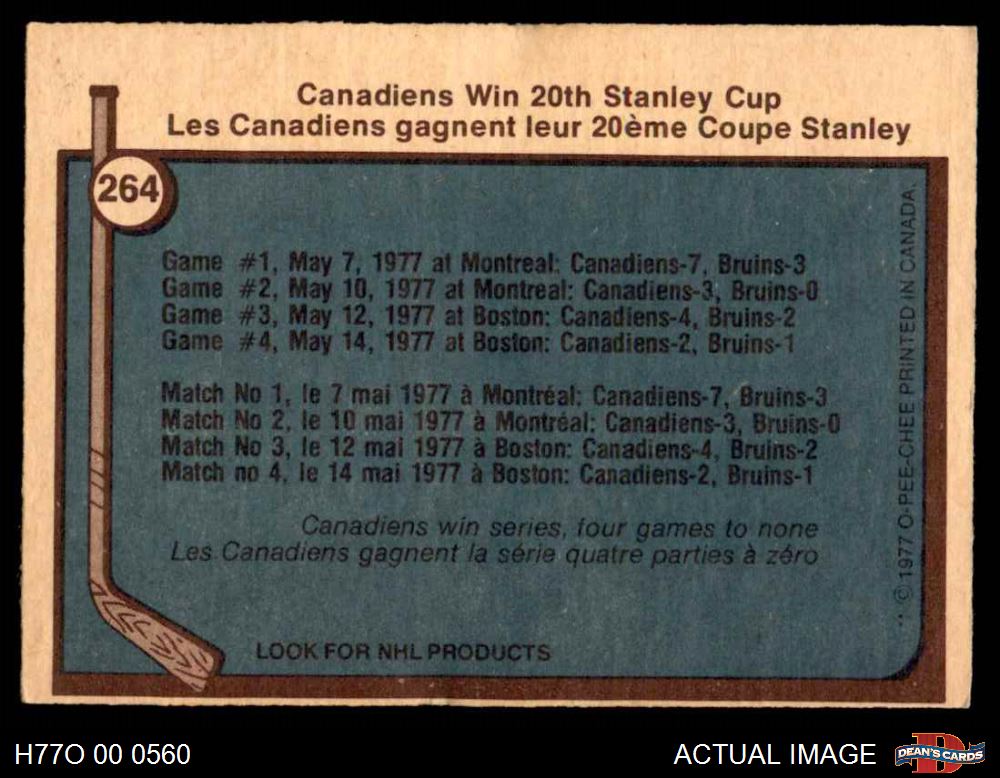 Canadiens Win 20th Stanley Cup
Les Canadiens gagnent leur 20ème Coupe Stanley
264
Game #1, May 7, 1977 at Montreal: Canadiens-7, Bruins-3
Game #2, May 10, 1977 at Montreal: Canadiens-3, Bruins-0
Game #3, May 12, 1977 at Boston: Canadiens-4, Bruins-2
Game #4, May 14, 1977 at Boston: Canadiens-2, Bruins-1
Match No 1, le 7 mai 1977 à Montréal: Canadiens-7, Bruins-3
Match No 2, le 10 mai 1977 à Montréal: Canadiens-3, Bruins-0
Match No 3, le 12 mai 1977 à Boston: Canadiens-4, Bruins-2
Match no 4, le 14 mai 1977 à Boston: Canadiens-2, Bruins-1
Canadiens win series, four games to none
Les Canadiens gagnent la série quatre parties à zéro
LOOK FOR NHL PRODUCTS
** © 1977 O-PEE-CHEE PRINTED IN CANADA.
H77O 00 0560
ACTUAL IMAGE
D
DEAN'S CARDS